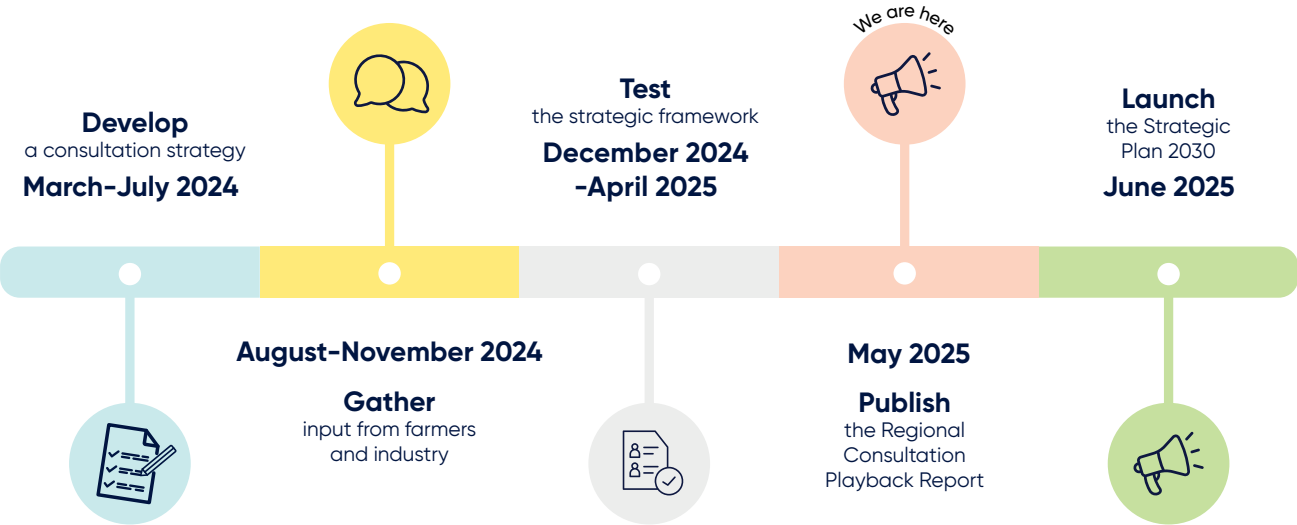 Develop
a consultation strategy
March-July 2024
August-November 2024
Gather
input from farmers
and industry
Test
the strategic framework
December 2024
-April 2025
We are here
May 2025
Publish
the Regional
Consultation
Playback Report
Launch
the Strategic
Plan 2030
June 2025